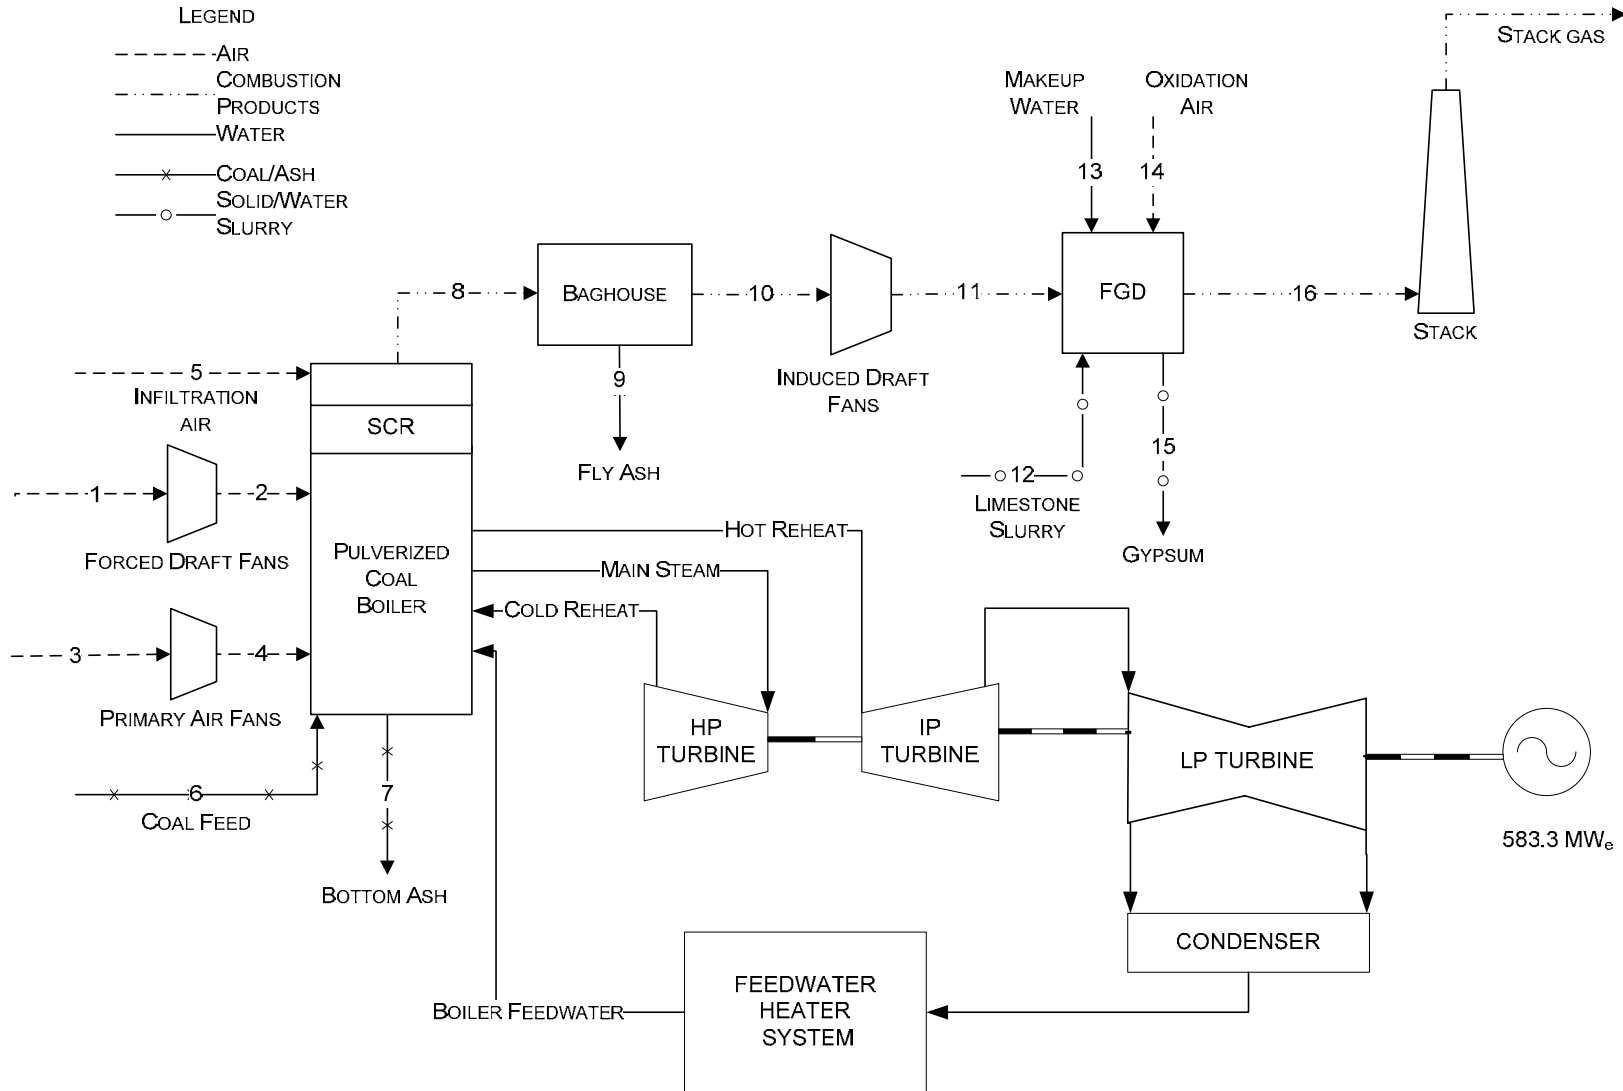 LEGEND
AIR
COMBUSTION
PRODUCTS
WATER
COAL/ASH
SOLID/WATER
SLURRY
STACK GAS
MAKEUP
WATER
OXIDATION
AIR
13
14
8
BAGHOUSE
10
11
FGD
16
STACK
5
INFILTRATION
AIR
SCR
9
FLY ASH
INDUCED DRAFT
FANS
12
LIMESTONE
SLURRY
15
GYPSUM
1
2
FORCED DRAFT FANS
PULVERIZED
COAL
BOILER
HOT REHEAT
MAIN STEAM
COLD REHEAT
3
4
PRIMARY AIR FANS
HP
TURBINE
IP
TURBINE
LP TURBINE
6
COAL FEED
7
BOTTOM ASH
583.3 MWe
CONDENSER
BOILER FEEDWATER
FEEDWATER
HEATER
SYSTEM